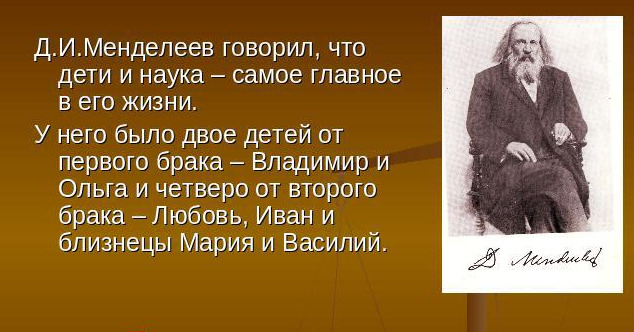 Д.И.Менделеев говорил, что
дети и наука – самое главное
в его жизни.
У него было двое детей от
первого брака – Владимир и
Ольга и четверо от второго
брака – Любовь, Иван и
близнецы Мария и Василий.
Д Менделеев